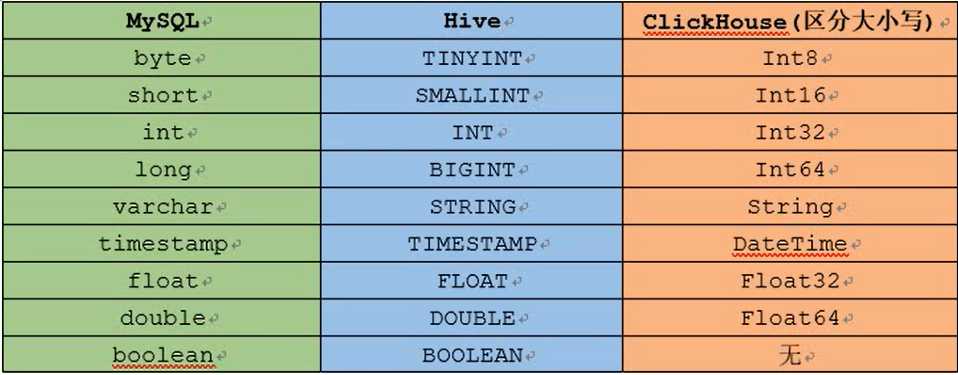 MySQL Hive ClickHouse(区分大小写)
byte TINYINT Int8
short SMALLINT Int16
int INT Int32
long BIGINT Int64
varchar STRING String
timestamp TIMESTAMP DateTime
float FLOAT Float32
double DOUBLE Float64
boolean BOOLEAN 无